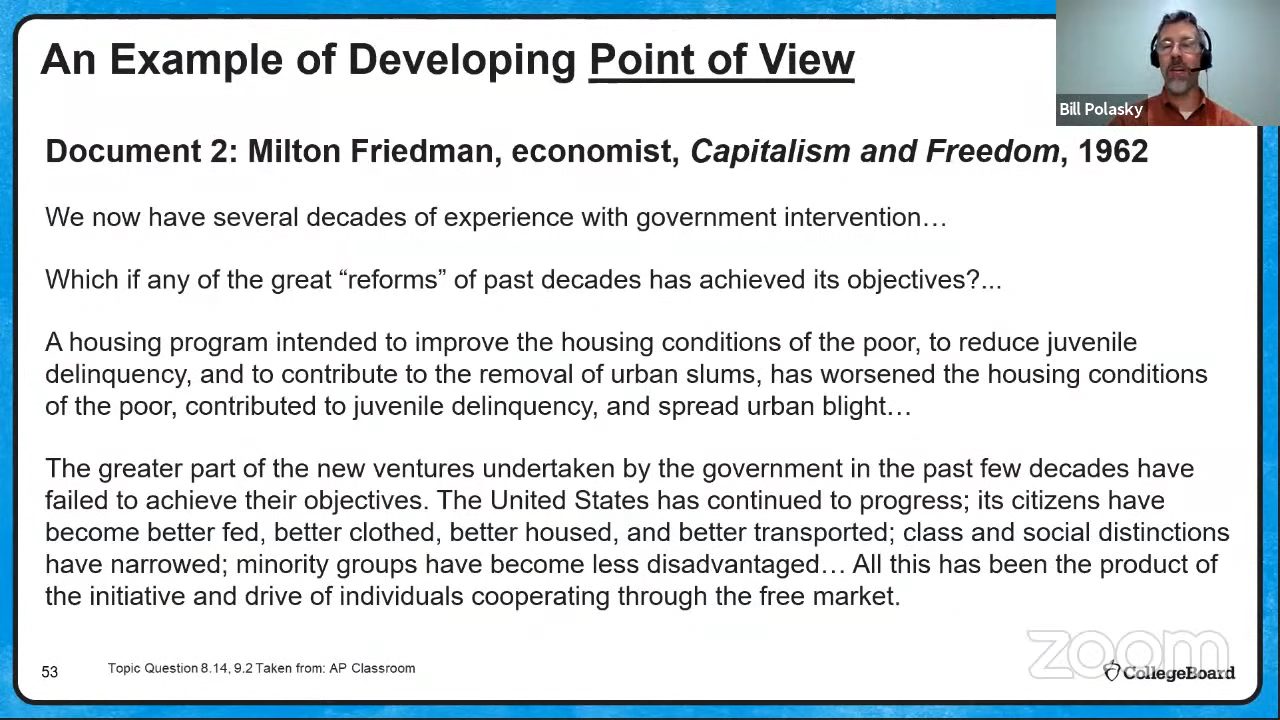 An Example of Developing Point of View
Bill Polasky
Document 2: Milton Friedman, economist, Capitalism and Freedom, 1962
We now have several decades of experience with government intervention…
Which if any of the great “reforms” of past decades has achieved its objectives?...
A housing program intended to improve the housing conditions of the poor, to reduce juvenile
delinquency, and to contribute to the removal of urban slums, has worsened the housing conditions
of the poor, contributed to juvenile delinquency, and spread urban blight…
The greater part of the new ventures undertaken by the government in the past few decades have
failed to achieve their objectives. The United States has continued to progress; its citizens have
become better fed, better clothed, better housed, and better transported; class and social distinctions
have narrowed; minority groups have become less disadvantaged… All this has been the product of
the initiative and drive of individuals cooperating through the free market.
zoom
53
Topic Question 8.14, 9.2 Taken from: AP Classroom
CollegeBoard